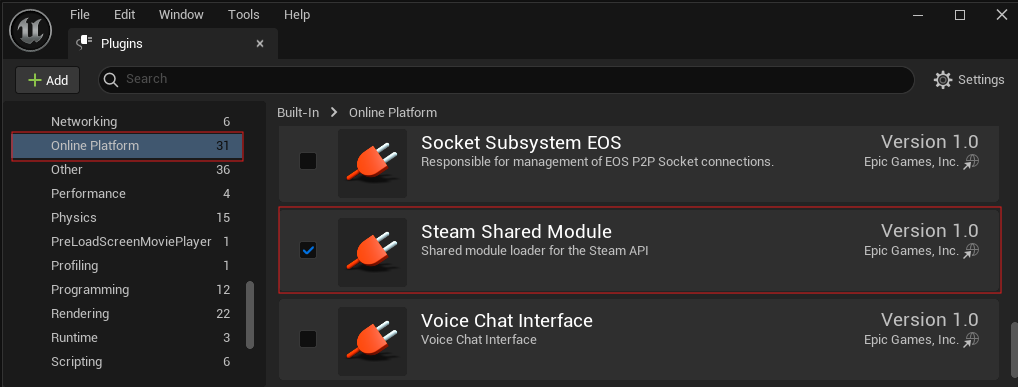 File Edit Window Tools Help
Plugins
Add
Search
Settings
Networking 6
Online Platform 31
Other 36
Performance 4
Physics 15
PreLoadScreenMoviePlayer 1
Profiling 1
Programming 12
Rendering 22
Runtime 3
Scripting 6
Built-In > Online Platform
Socket Subsystem EOS Version 1.0
Responsible for management of EOS P2P Socket connections. Epic Games, Inc.
Steam Shared Module Version 1.0
Shared module loader for the Steam API Epic Games, Inc.
Voice Chat Interface Version 1.0
Voice Chat Interface Epic Games, Inc.